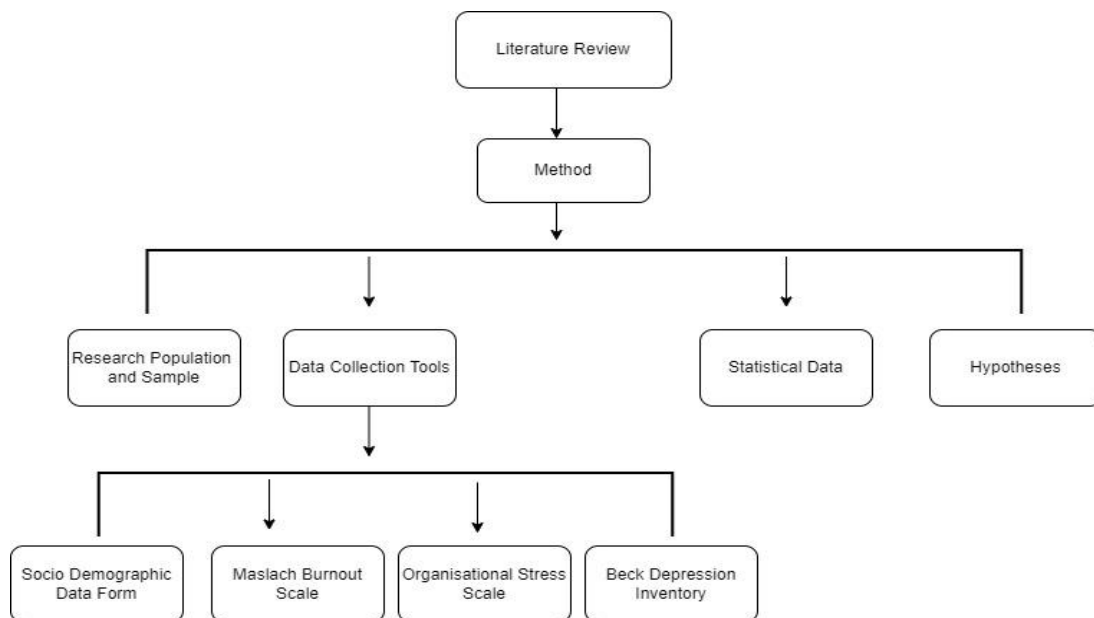 Literature Review
Method
Research Population
and Sample
Data Collection Tools
Statistical Data
Hypotheses
Socio Demographic
Data Form
Maslach Burnout
Scale
Organisational Stress
Scale
Beck Depression
Inventory